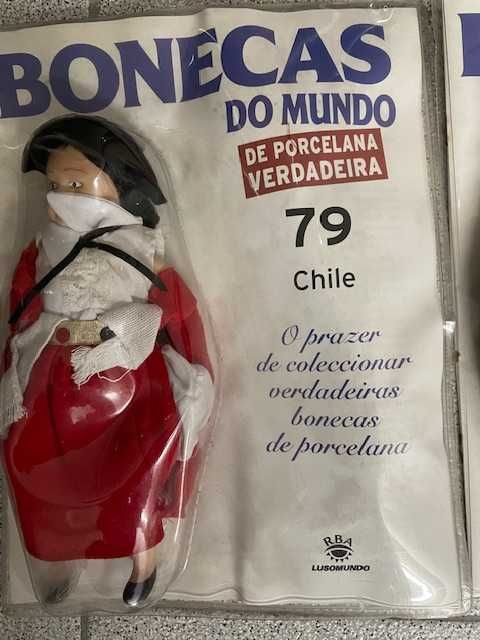 BONECAS
DO MUNDO
DE PORCELANA
VERDADEIRA
79
Chile
O prazer
de coleccionar
verdadeiras
bonecas
de porcelana
RBA
LUSOMUNDO